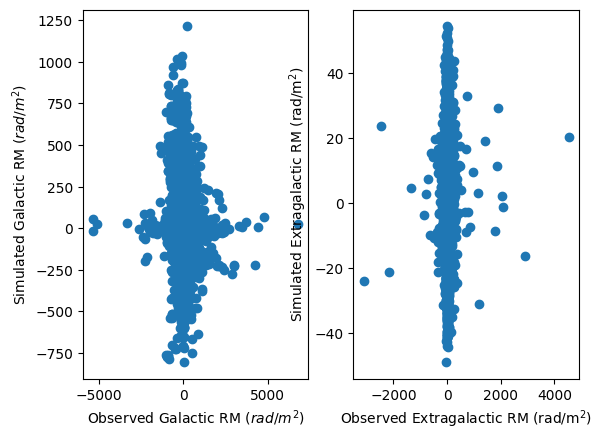 1250
1000
750
500
250
0
−250
−500
−750
−5000 0 5000
Simulated Galactic RM (rad/m²)
Observed Galactic RM (rad/m²)
40
20
0
−20
−40
−2000 0 2000 4000
Simulated Extragalactic RM (rad/m²)
Observed Extragalactic RM (rad/m²)